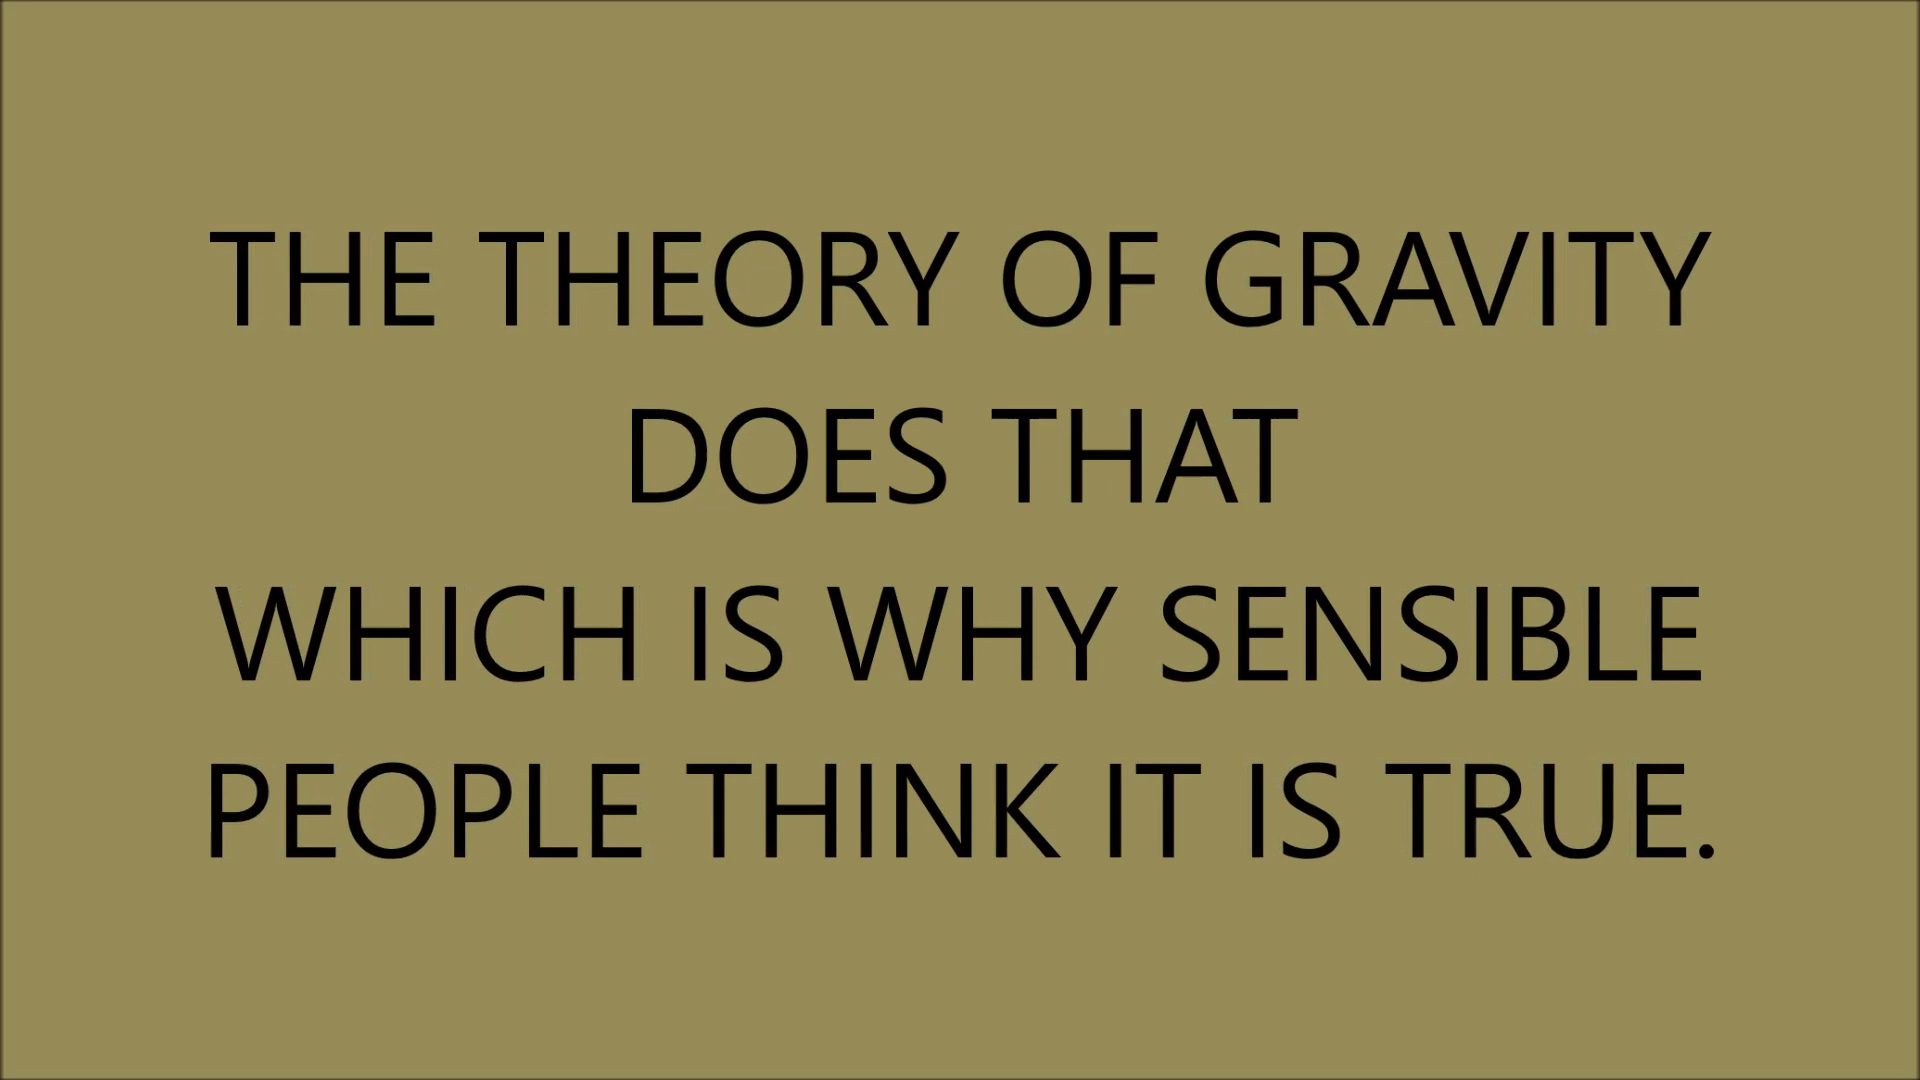 THE THEORY OF GRAVITY
DOES THAT
WHICH IS WHY SENSIBLE
PEOPLE THINK IT IS TRUE.